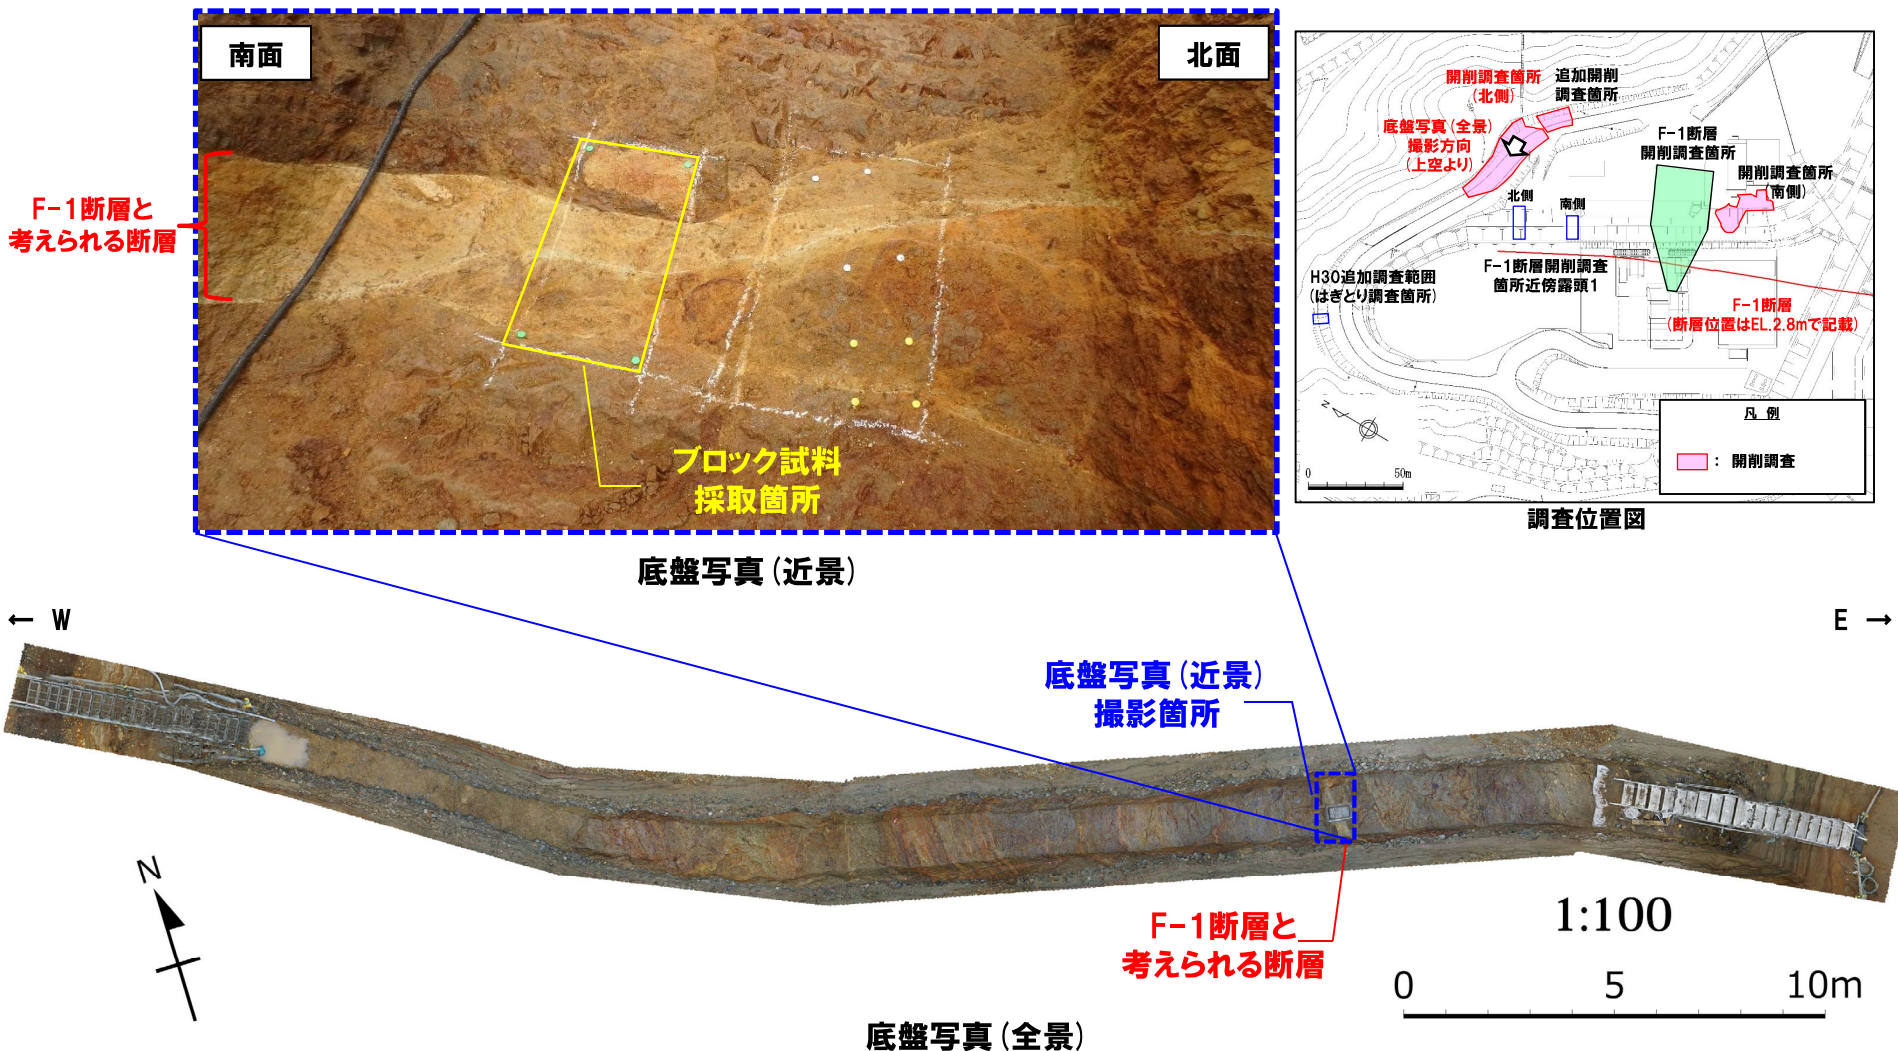 南面
北面
F-1断層と
考えられる断層
ブロック試料
採取箇所
底盤写真(近景)
開削調査箇所
(北側)
追加開削
調査箇所
底盤写真(全景)
撮影方向
(上空より)
F-1断層
開削調査箇所
開削調査箇所
(南側)
北側
南側
H30追加調査範囲
(はぎとり調査箇所)
F-1断層開削調査
箇所近傍露頭1
F-1断層
(断層位置はEL.2.8mで記載)
N
0
50m
凡 例
: 開削調査
調査位置図
← W
E →
底盤写真(近景)
撮影箇所
N
F-1断層と
考えられる断層
1:100
0 5 10m
底盤写真(全景)